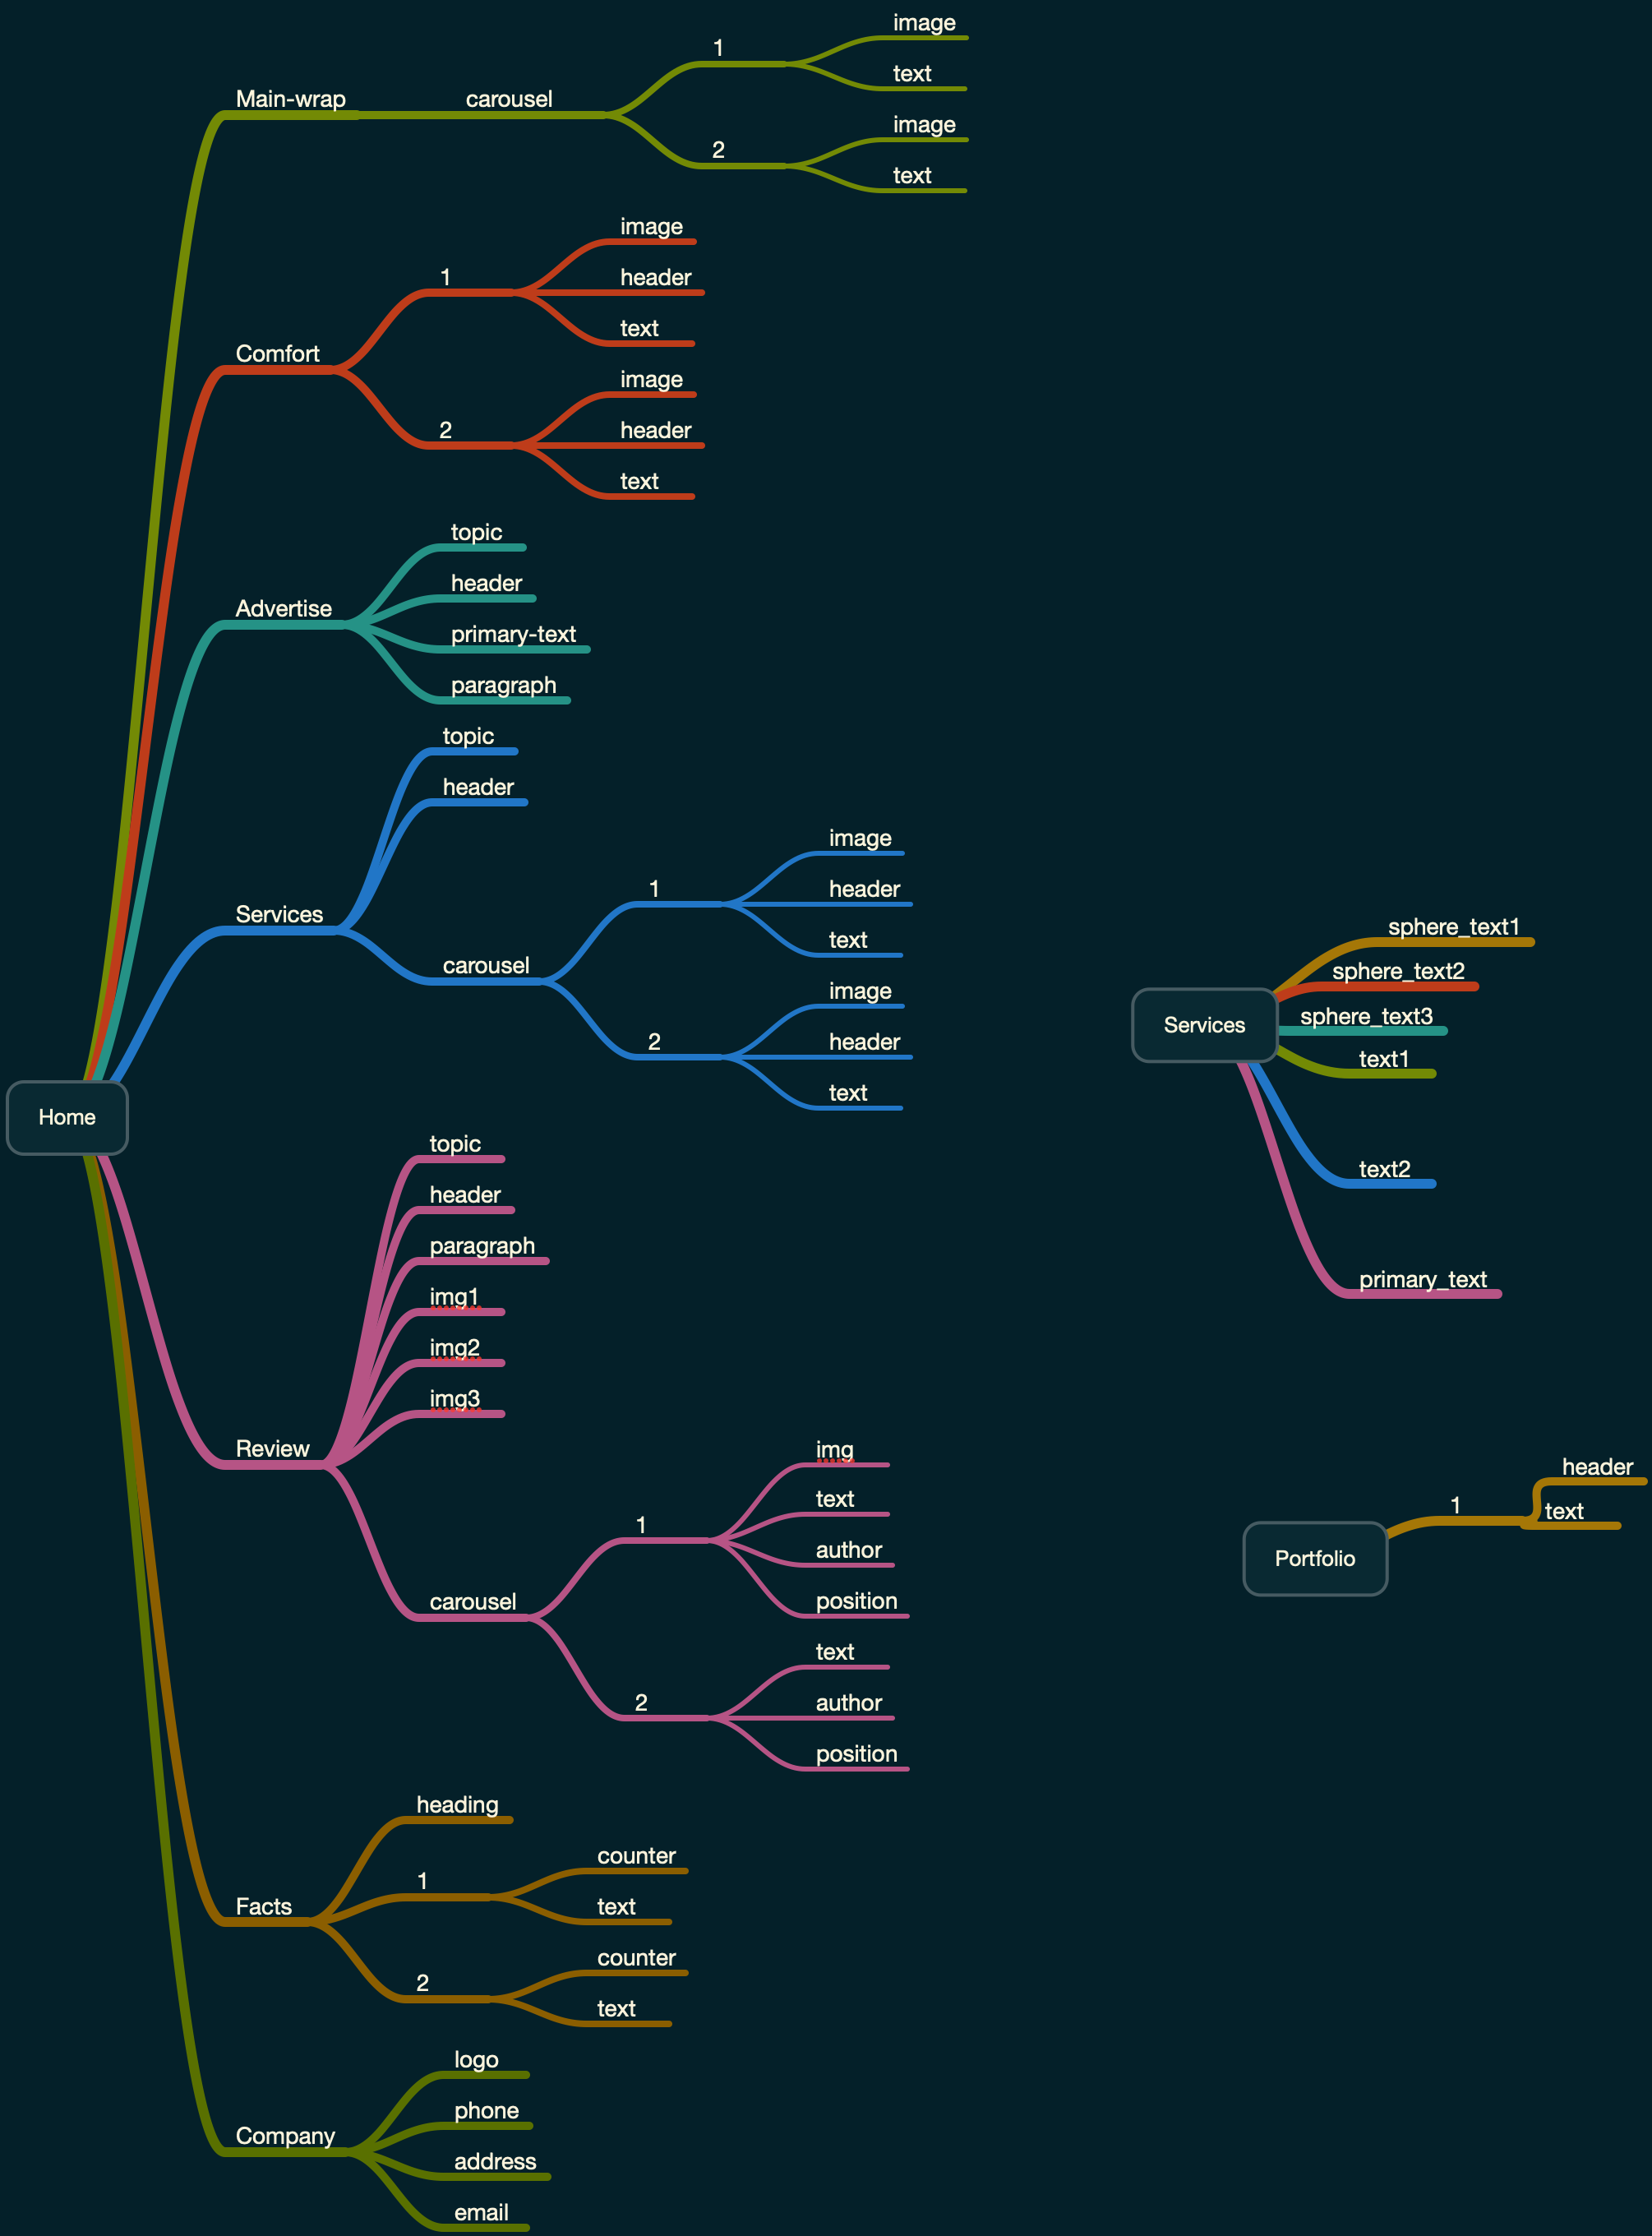 Home
Main-wrap
carousel
1
image
text
2
image
text
Comfort
1
image
header
text
2
image
header
text
Advertise
topic
header
primary-text
paragraph
Services
topic
header
carousel
1
image
header
text
2
image
header
text
Review
topic
header
paragraph
img1
img2
img3
carousel
1
img
text
author
position
2
text
author
position
Facts
heading
1
counter
text
2
counter
text
Company
logo
phone
address
email
Services
sphere_text1
sphere_text2
sphere_text3
text1
text2
primary_text
Portfolio
1
header
text